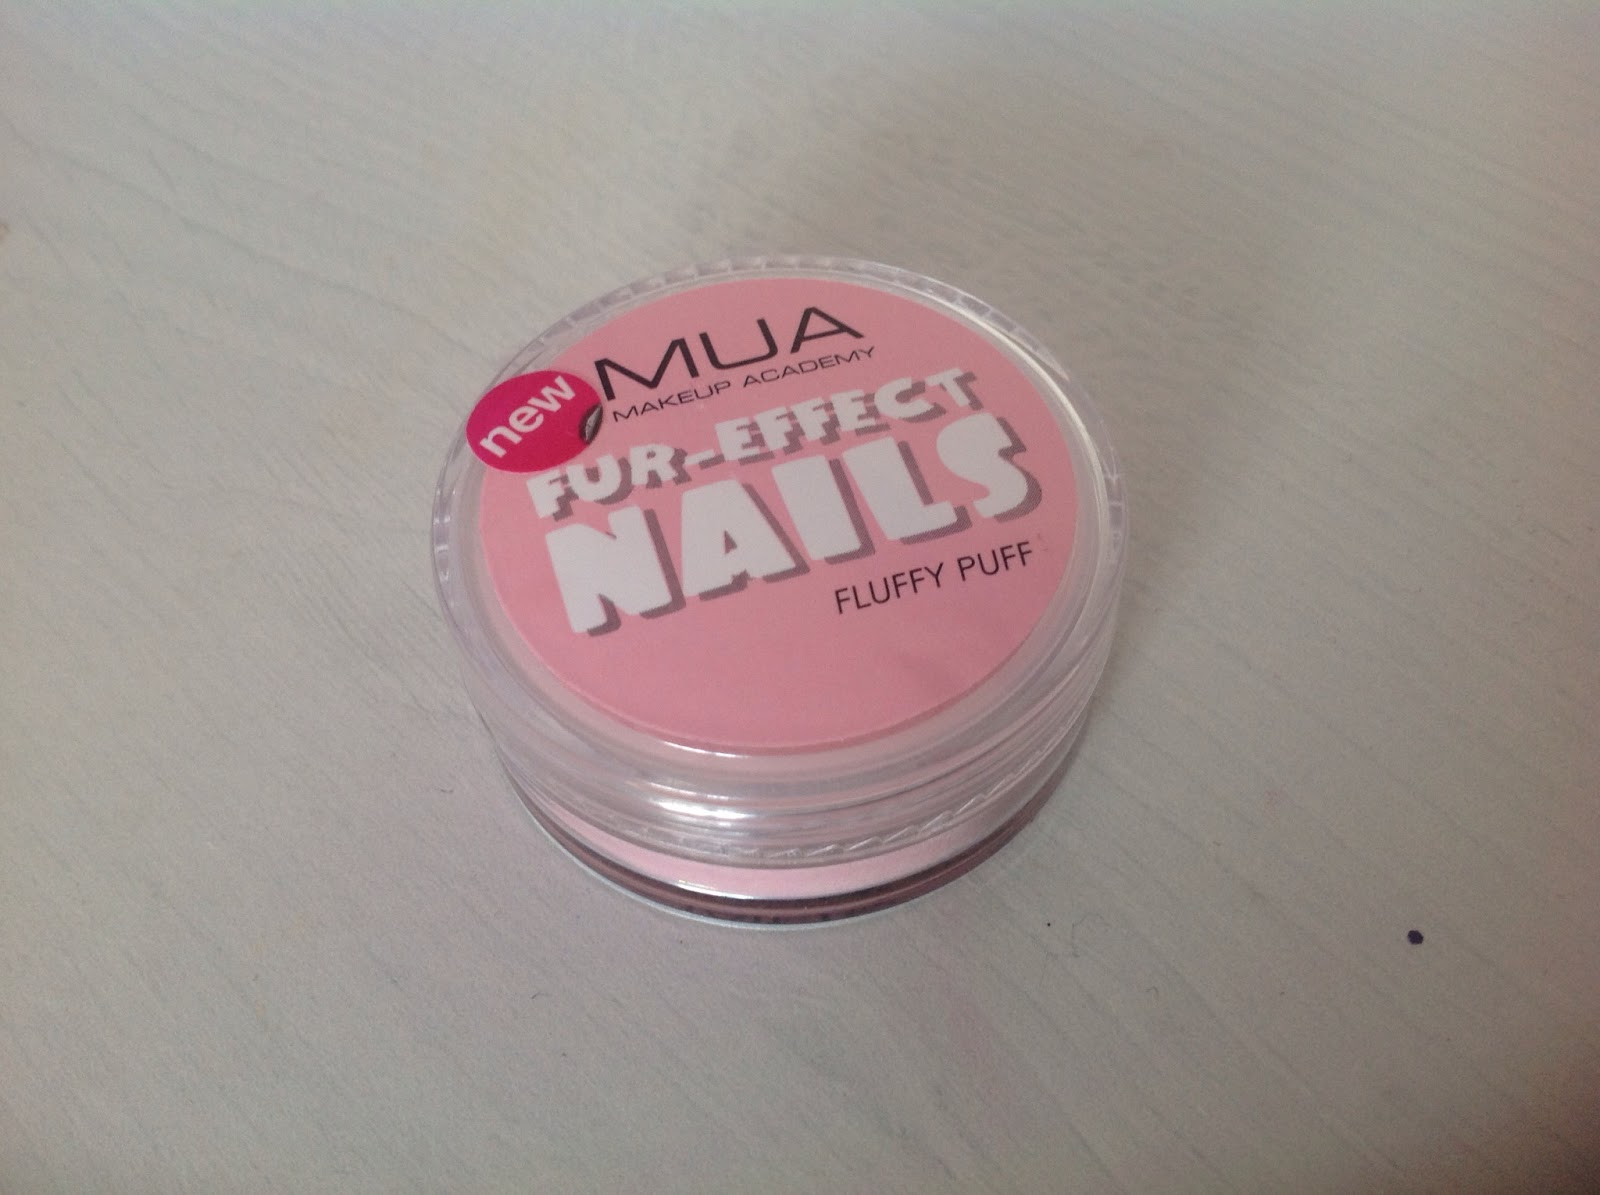 new
MUA
MAKEUP ACADEMY
FUR-EFFECT
NAILS
FLUFFY PUFF